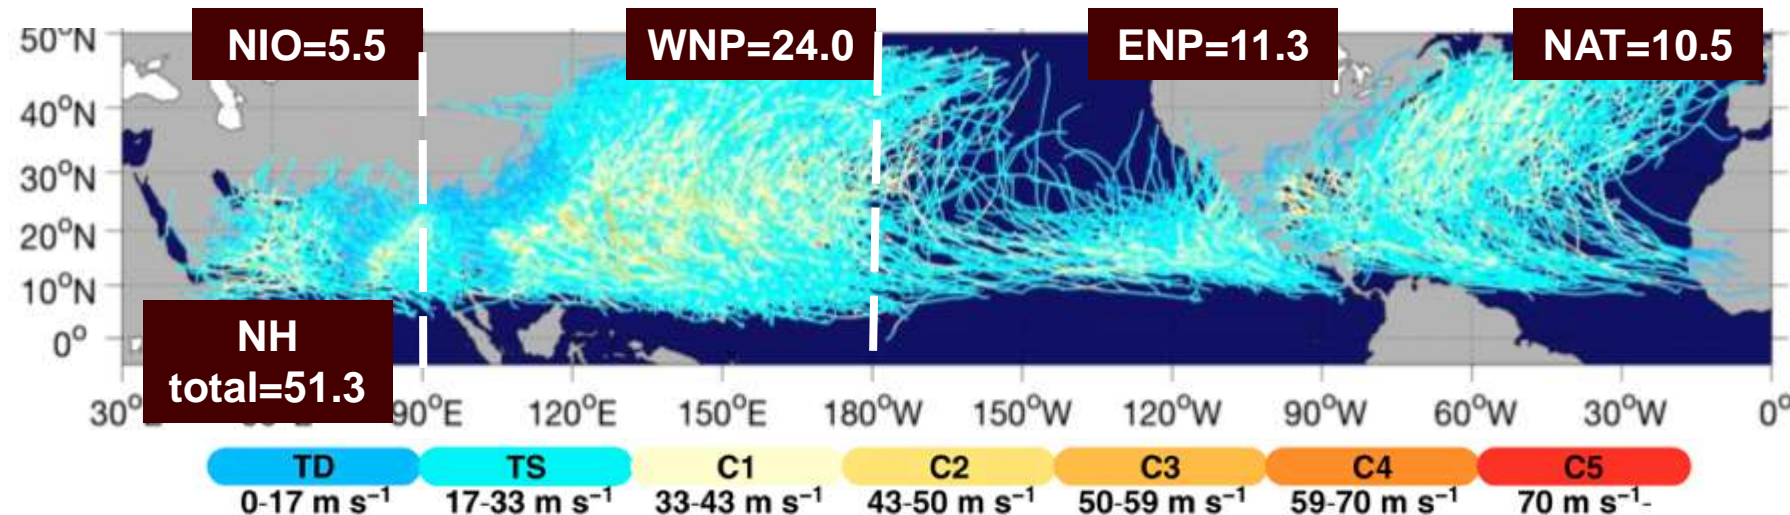 NIO=5.5
WNP=24.0
ENP=11.3
NAT=10.5
50°N
40°N
30°N
20°N
10°N
0°
NH
total=51.3
90°E
120°E
150°E
180°W
150°W
120°W
90°W
60°W
30°W
0°
TD
TS
C1
C2
C3
C4
C5
0-17 m s⁻¹
17-33 m s⁻¹
33-43 m s⁻¹
43-50 m s⁻¹
50-59 m s⁻¹
59-70 m s⁻¹
70 m s⁻¹-